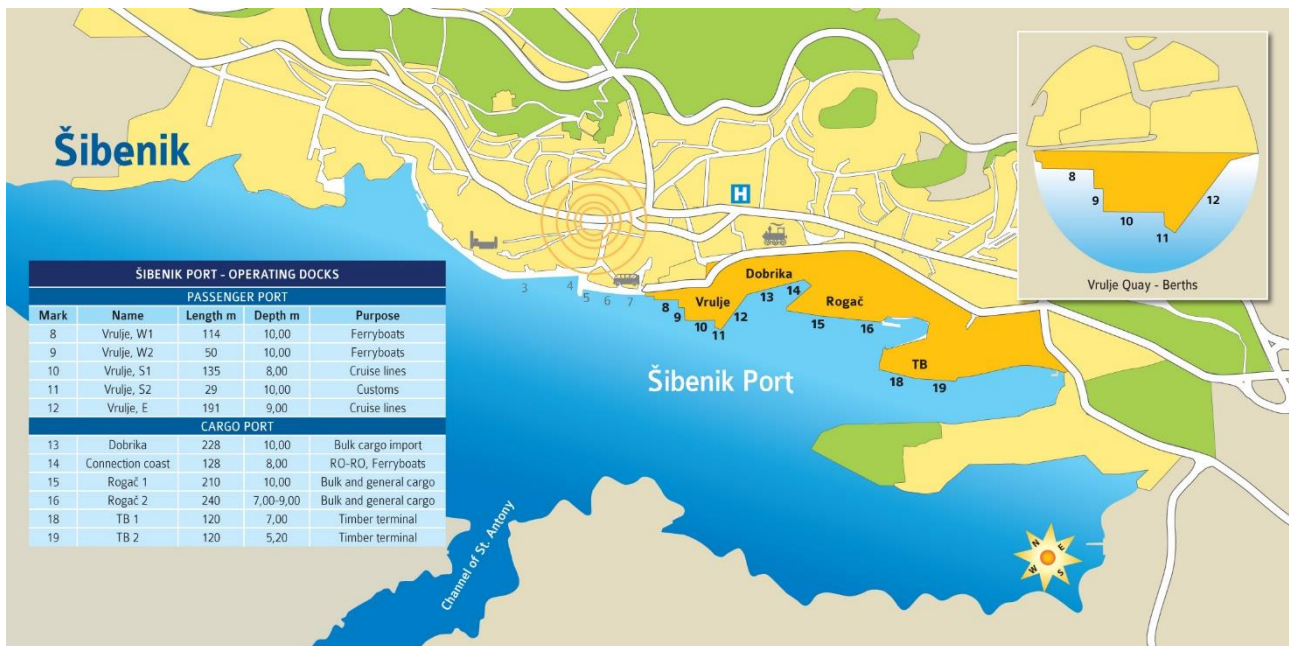 Šibenik
H
3
4
5
6
7
8
9
10
11
12
13
14
15
16
18
19
Vrulje
Dobrika
Rogač
TB
Šibenik Port
Channel of St. Antony
N
E
S
W
8
9
10
11
12
Vrulje Quay - Berths
ŠIBENIK PORT - OPERATING DOCKS
PASSENGER PORT
Mark Name Length m Depth m Purpose
8 Vrulje, W1 114 10,00 Ferryboats
9 Vrulje, W2 50 10,00 Ferryboats
10 Vrulje, S1 135 8,00 Cruise lines
11 Vrulje, S2 29 10,00 Customs
12 Vrulje, E 191 9,00 Cruise lines
CARGO PORT
13 Dobrika 228 10,00 Bulk cargo import
14 Connection coast 128 8,00 RO-RO, Ferryboats
15 Rogač 1 210 10,00 Bulk and general cargo
16 Rogač 2 240 7,00-9,00 Bulk and general cargo
18 TB 1 120 7,00 Timber terminal
19 TB 2 120 5,20 Timber terminal